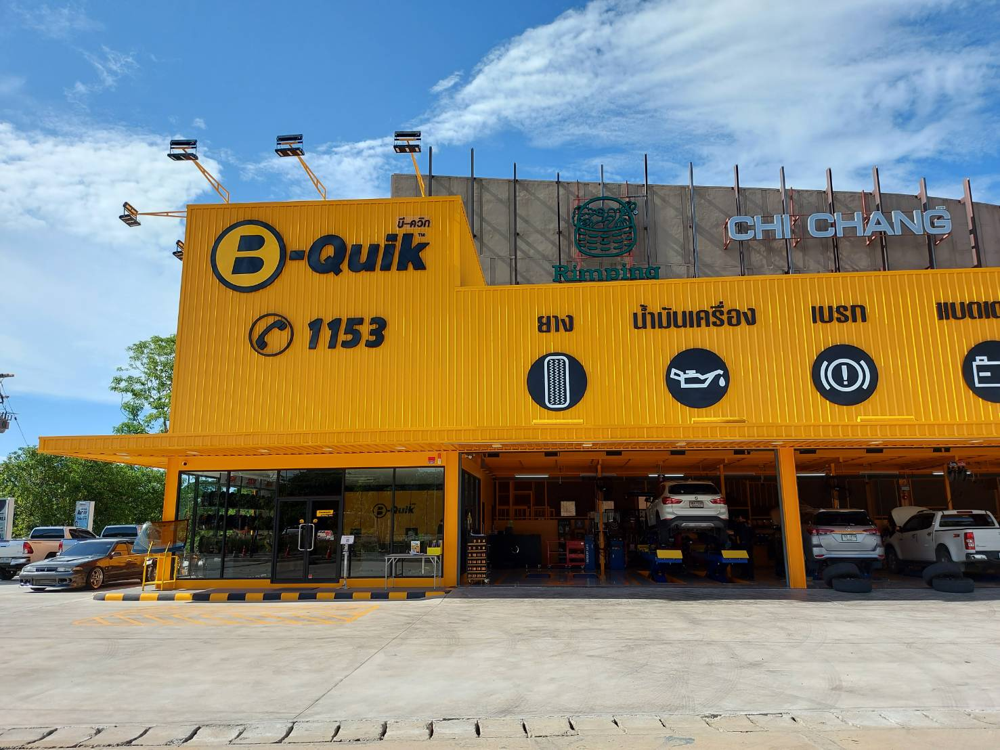 บี-ควิก
B-Quik™
1153
Rimping
CHI CHANG
ยาง
น้ำมันเครื่อง
เบรก
B-Quik